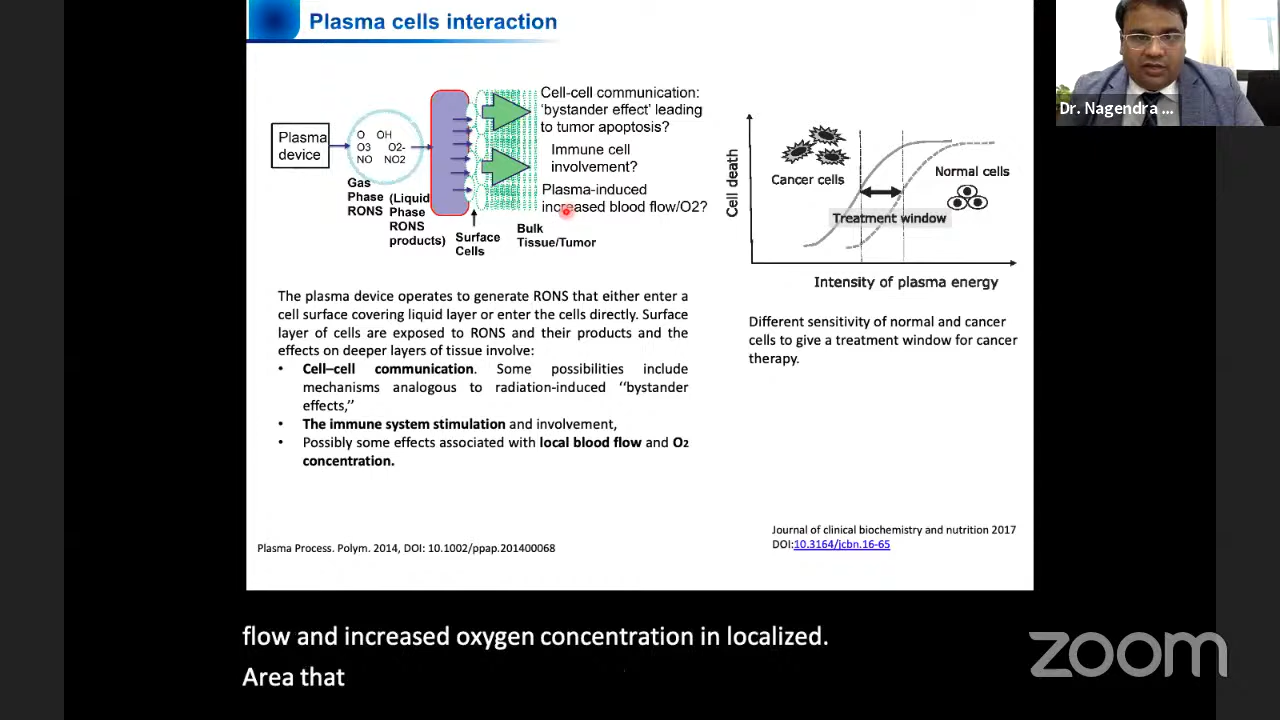 Plasma cells interaction
Dr. Nagendra ...
Plasma
device
O OH
O3 O2-
NO NO2
Gas
Phase
RONS
(Liquid
Phase
RONS
products)
Surface
Cells
Bulk
Tissue/Tumor
Cell-cell communication:
'bystander effect' leading
to tumor apoptosis?
Immune cell
involvement?
Plasma-induced
increased blood flow/O2?
Cell death
Cancer cells
Normal cells
Treatment window
Intensity of plasma energy
The plasma device operates to generate RONS that either enter a
cell surface covering liquid layer or enter the cells directly. Surface
layer of cells are exposed to RONS and their products and the
effects on deeper layers of tissue involve:
• Cell–cell communication. Some possibilities include
mechanisms analogous to radiation-induced ‘‘bystander
effects,’’
• The immune system stimulation and involvement,
• Possibly some effects associated with local blood flow and O2
concentration.
Different sensitivity of normal and cancer
cells to give a treatment window for cancer
therapy.
Plasma Process. Polym. 2014, DOI: 10.1002/ppap.201400068
Journal of clinical biochemistry and nutrition 2017
DOI:10.3164/jcbn.16-65
flow and increased oxygen concentration in localized.
Area that
zoom